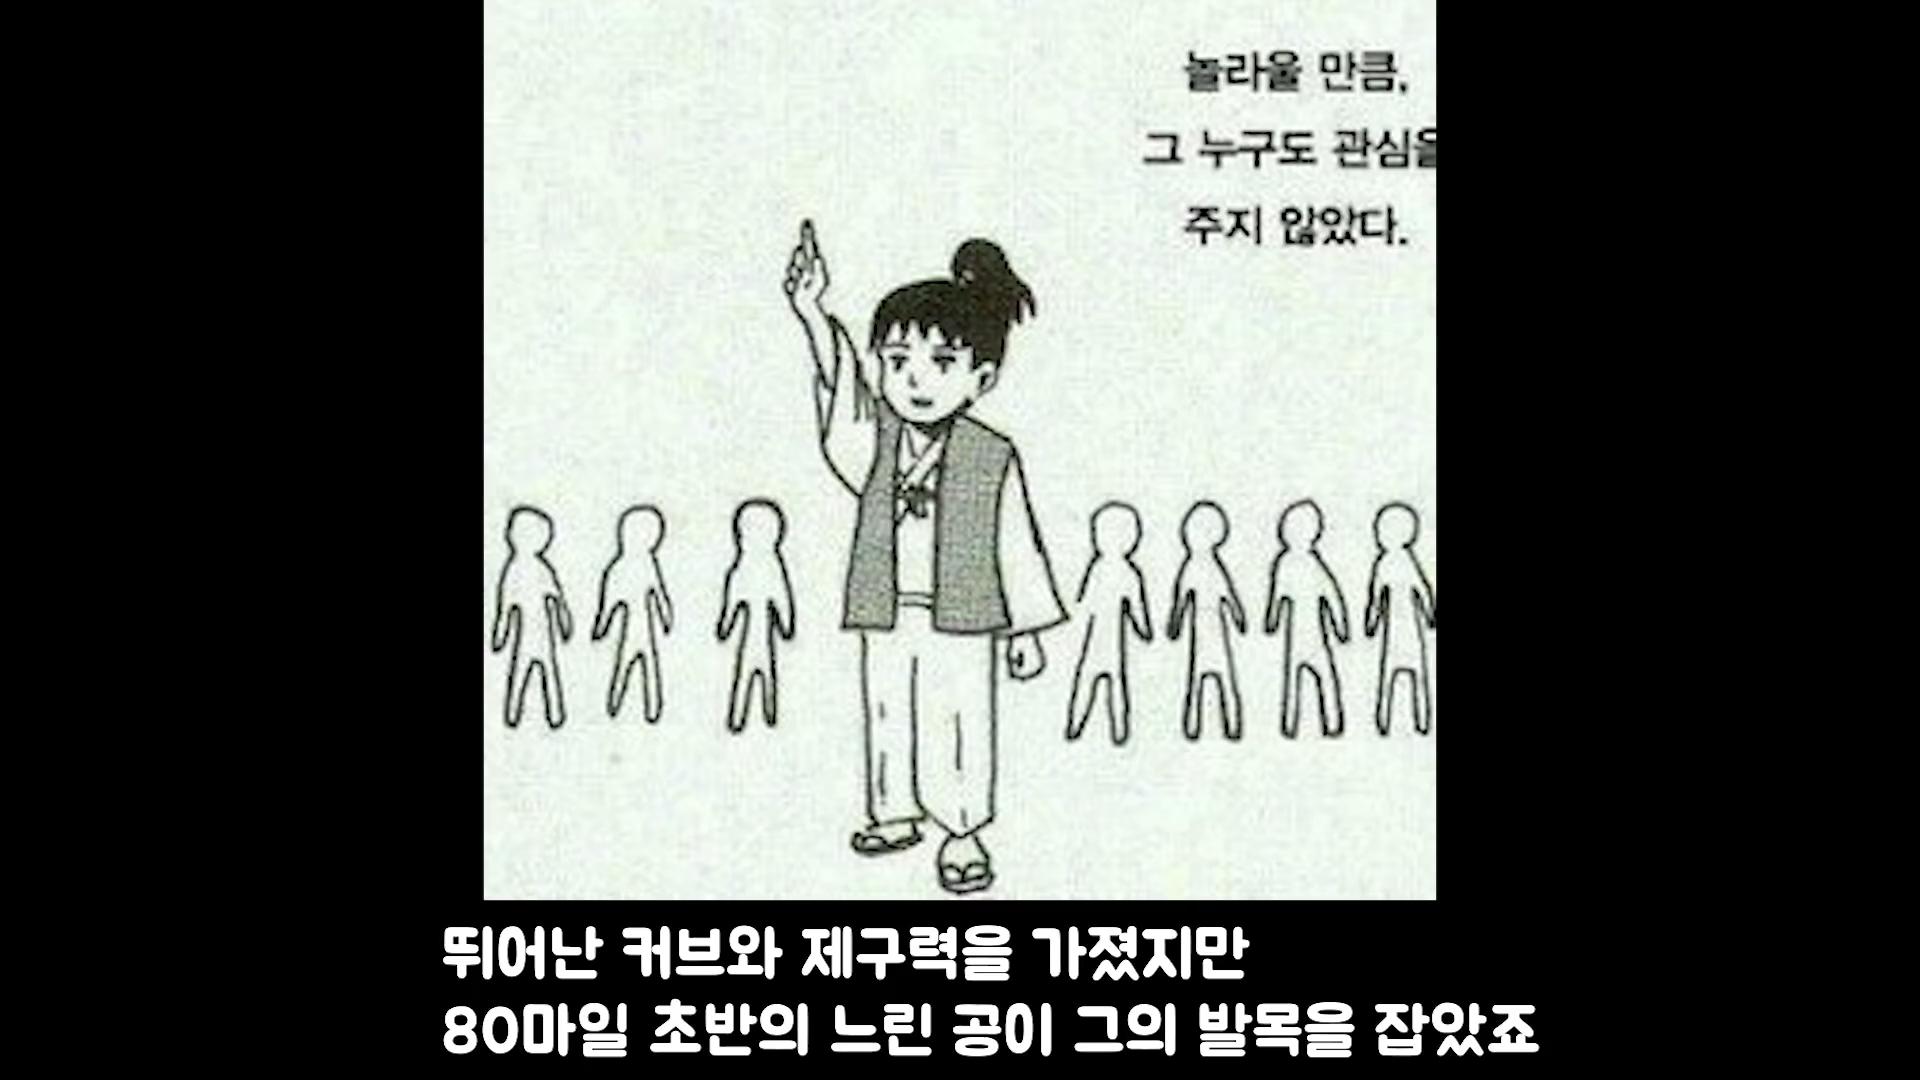 놀라울 만큼,
그 누구도 관심을
주지 않았다.
뛰어난 커브와 제구력을 가졌지만
80마일 초반의 느린 공이 그의 발목을 잡았죠